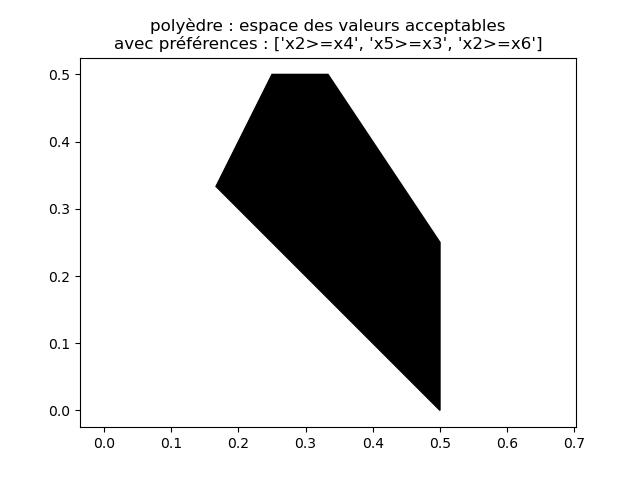 polyèdre : espace des valeurs acceptables
avec préférences : ['x2>=x4', 'x5>=x3', 'x2>=x6']
0.5
0.4
0.3
0.2
0.1
0.0
0.0 0.1 0.2 0.3 0.4 0.5 0.6 0.7